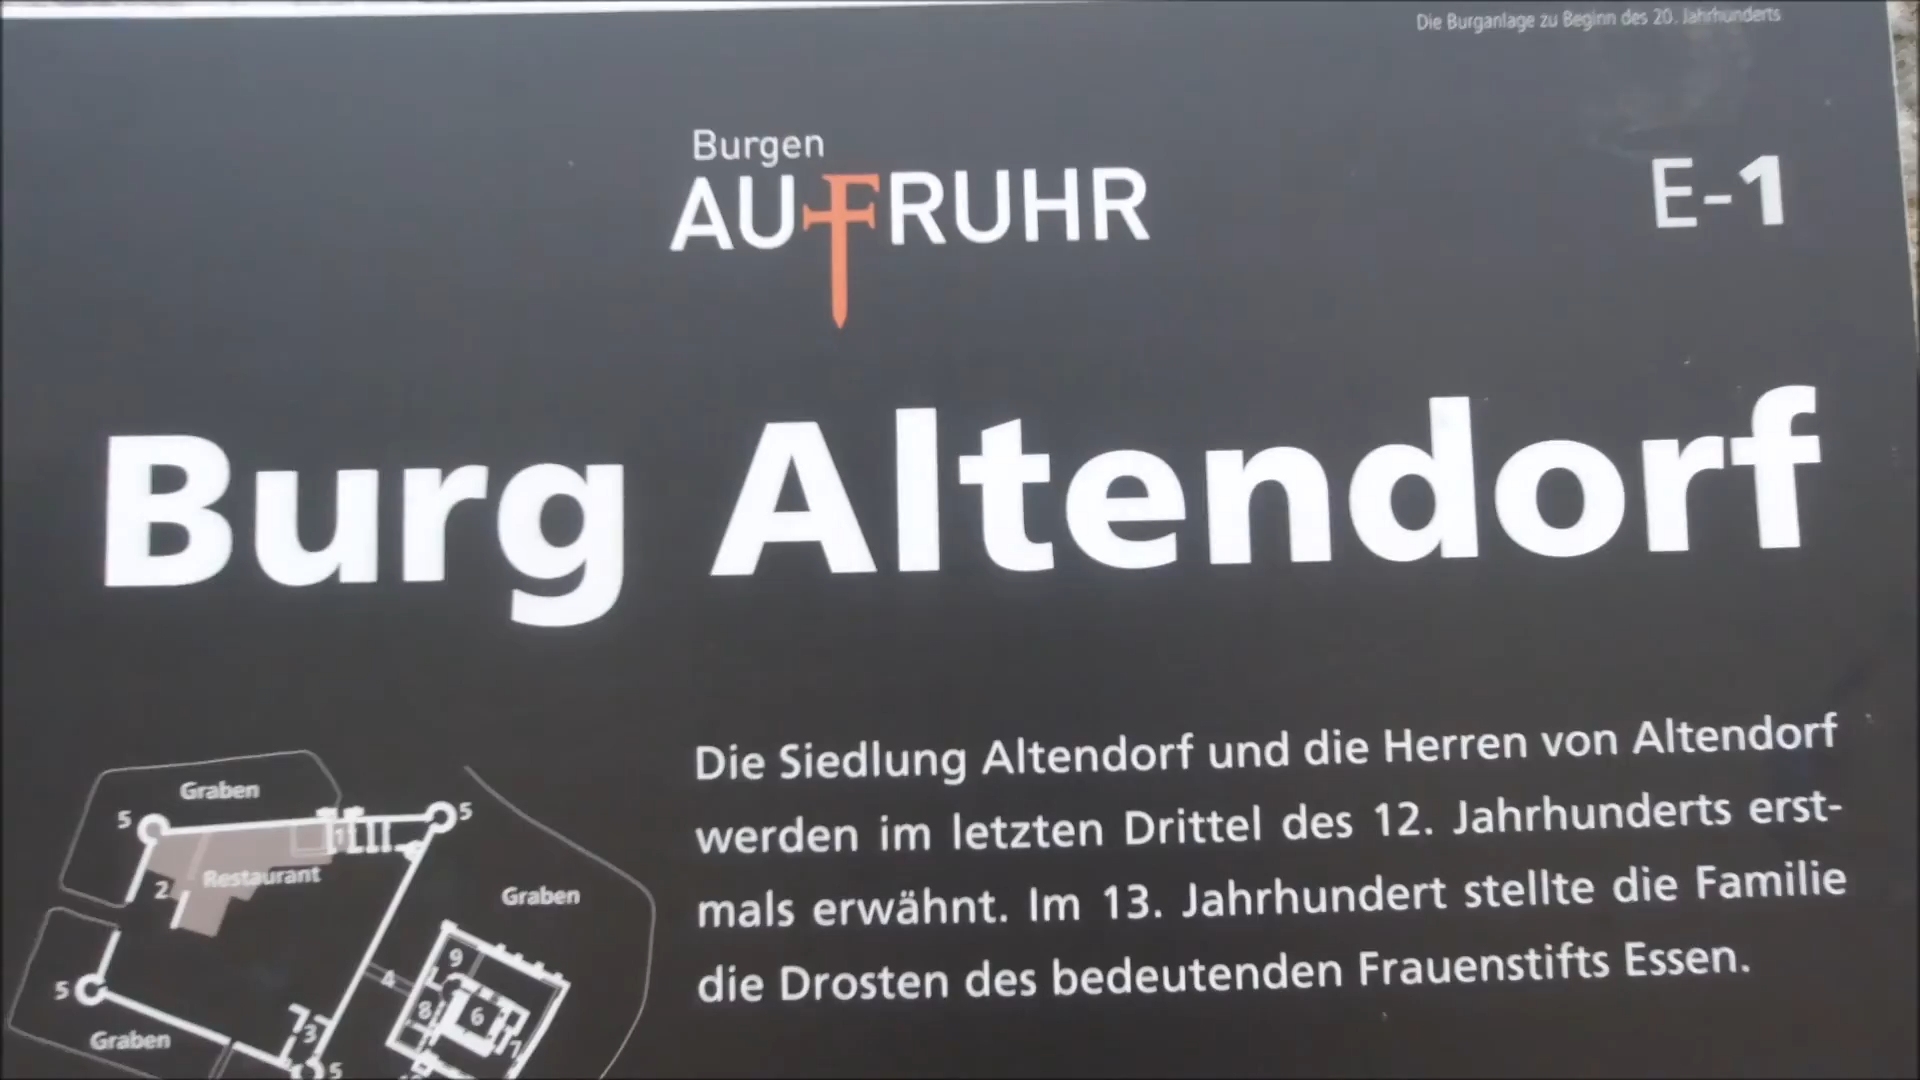 Die Burganlage zu Beginn des 20. Jahrhunderts
Burgen
AUFRUHR
E-1
Burg Altendorf
Die Siedlung Altendorf und die Herren von Altendorf
werden im letzten Drittel des 12. Jahrhunderts erst-
mals erwähnt. Im 13. Jahrhundert stellte die Familie
die Drosten des bedeutenden Frauenstifts Essen.
Graben
5
5
1
2
Restaurant
Graben
9
4
8
6
5
3
7
Graben
5